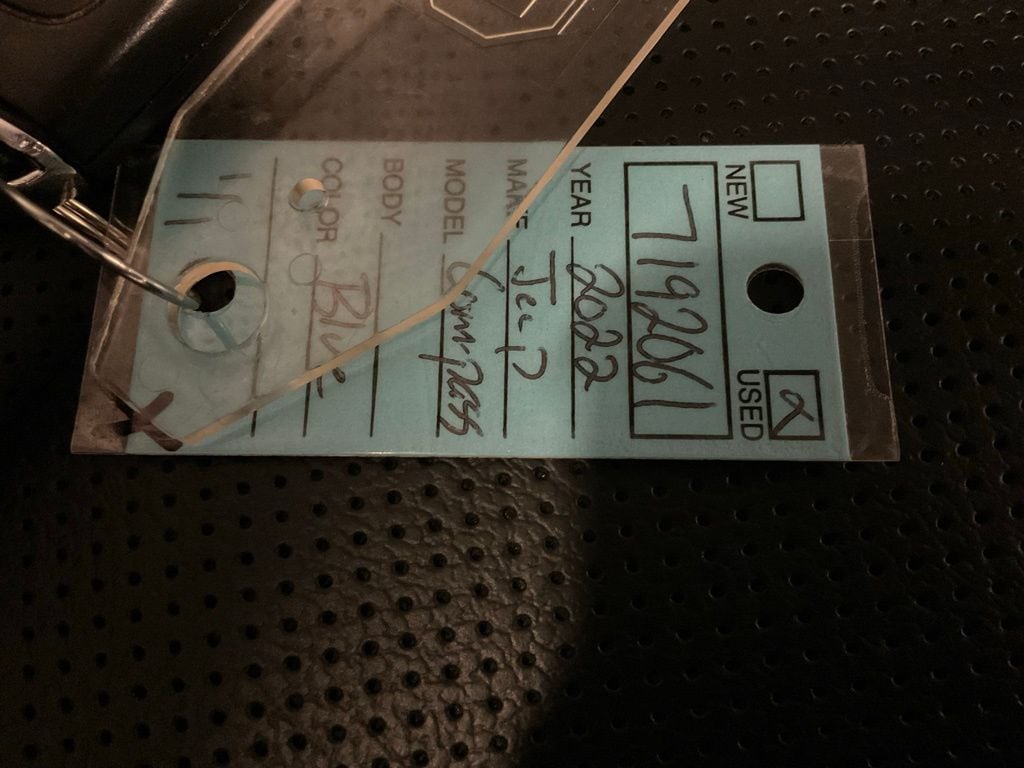 NEW USED α
7192061
YEAR 2022
MAKE Jeep
MODEL Compass
BODY
COLOR Blue
X